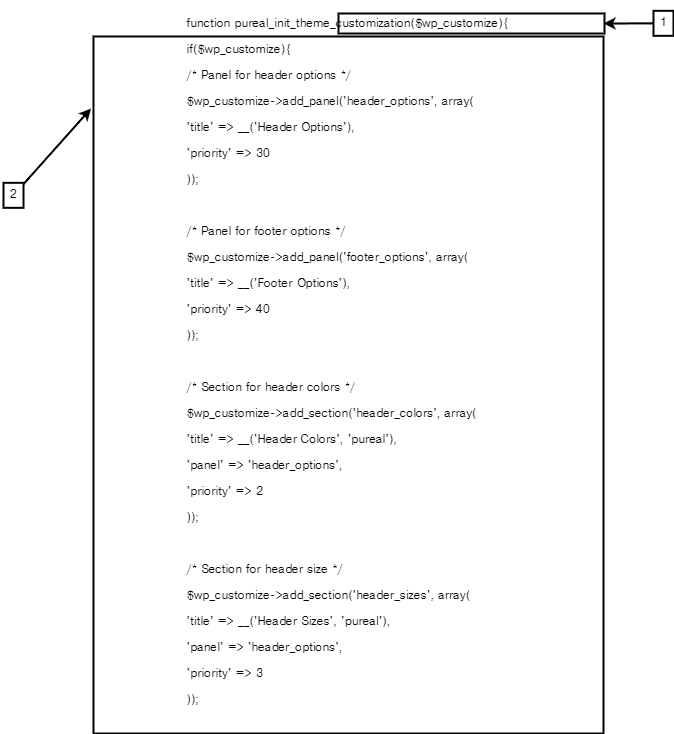 function pureal_init_theme_customization($wp_customize){
1
if($wp_customize){
/* Panel for header options */
$wp_customize->add_panel('header_options', array(
'title' => __('Header Options'),
'priority' => 30
));
2
/* Panel for footer options */
$wp_customize->add_panel('footer_options', array(
'title' => __('Footer Options'),
'priority' => 40
));
/* Section for header colors */
$wp_customize->add_section('header_colors', array(
'title' => __('Header Colors', 'pureal'),
'panel' => 'header_options',
'priority' => 2
));
/* Section for header size */
$wp_customize->add_section('header_sizes', array(
'title' => __('Header Sizes', 'pureal'),
'panel' => 'header_options',
'priority' => 3
));